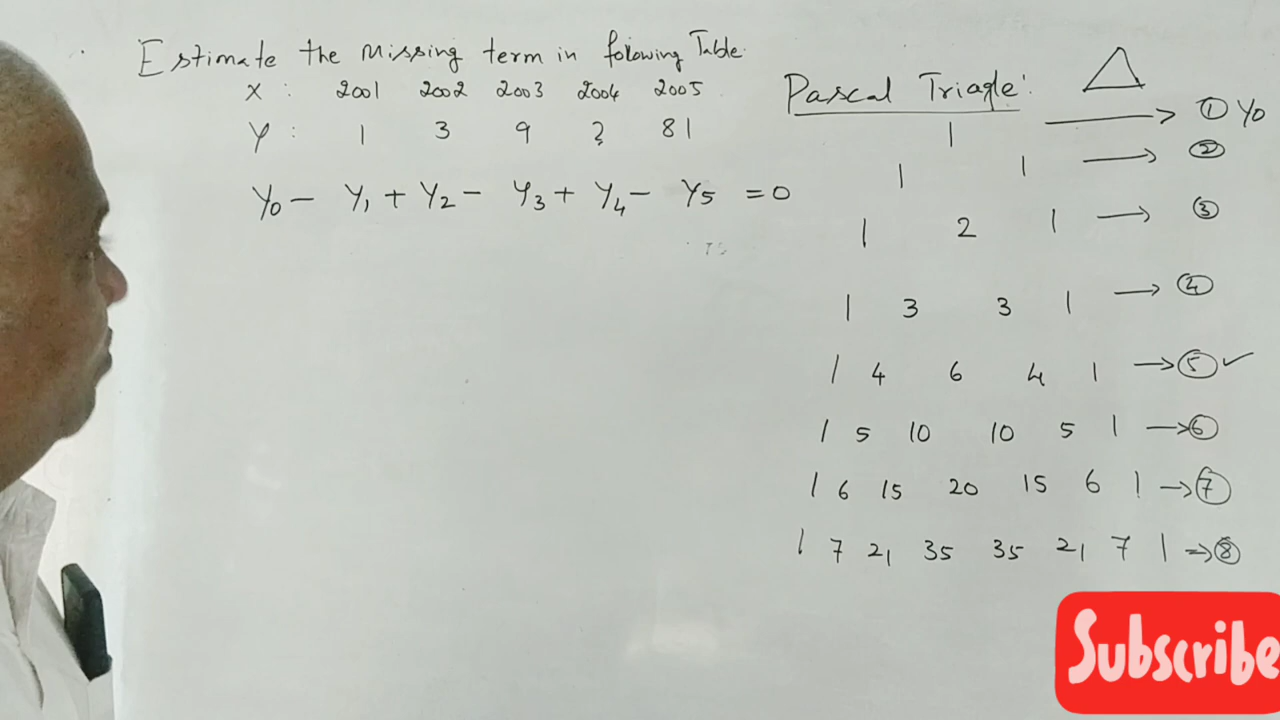 Estimate the Missing term in following Table.
X : 2001 2002 2003 2004 2005
Y : 1 3 9 ? 81
Y0 - Y1 + Y2 - Y3 + Y4 - Y5 = 0
Pascal Triagle: △
1 → ① Y0
1 1 → ②
1 2 1 → ③
1 3 3 1 → ④
1 4 6 4 1 → ⑤ ✓
1 5 10 10 5 1 → ⑥
1 6 15 20 15 6 1 → ⑦
1 7 21 35 35 21 7 1 → ⑧
Subscribe